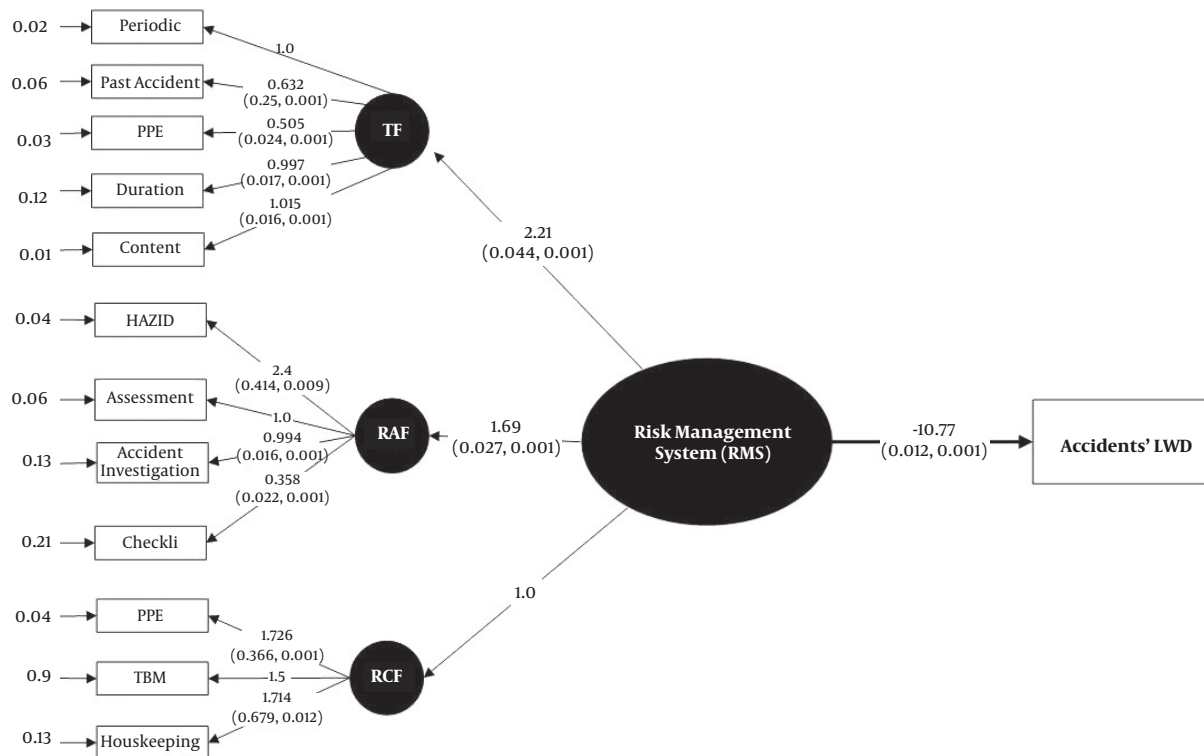 0.02
Periodic
1.0
0.06
Past Accident
0.632
(0.25, 0.001)
TF
0.03
PPE
0.505
(0.024, 0.001)
0.12
Duration
0.997
(0.017, 0.001)
0.01
Content
1.015
(0.016, 0.001)
2.21
(0.044, 0.001)
0.04
HAZID
2.4
(0.414, 0.009)
0.06
Assessment
1.0
RAF
0.13
Accident
Investigation
0.994
(0.016, 0.001)
0.358
(0.022, 0.001)
0.21
Checkli
1.69
(0.027, 0.001)
Risk Management
System (RMS)
-10.77
(0.012, 0.001)
Accidents' LWD
1.0
0.04
PPE
1.726
(0.366, 0.001)
0.9
TBM
-1.5
RCF
1.714
(0.679, 0.012)
0.13
Houskeeping